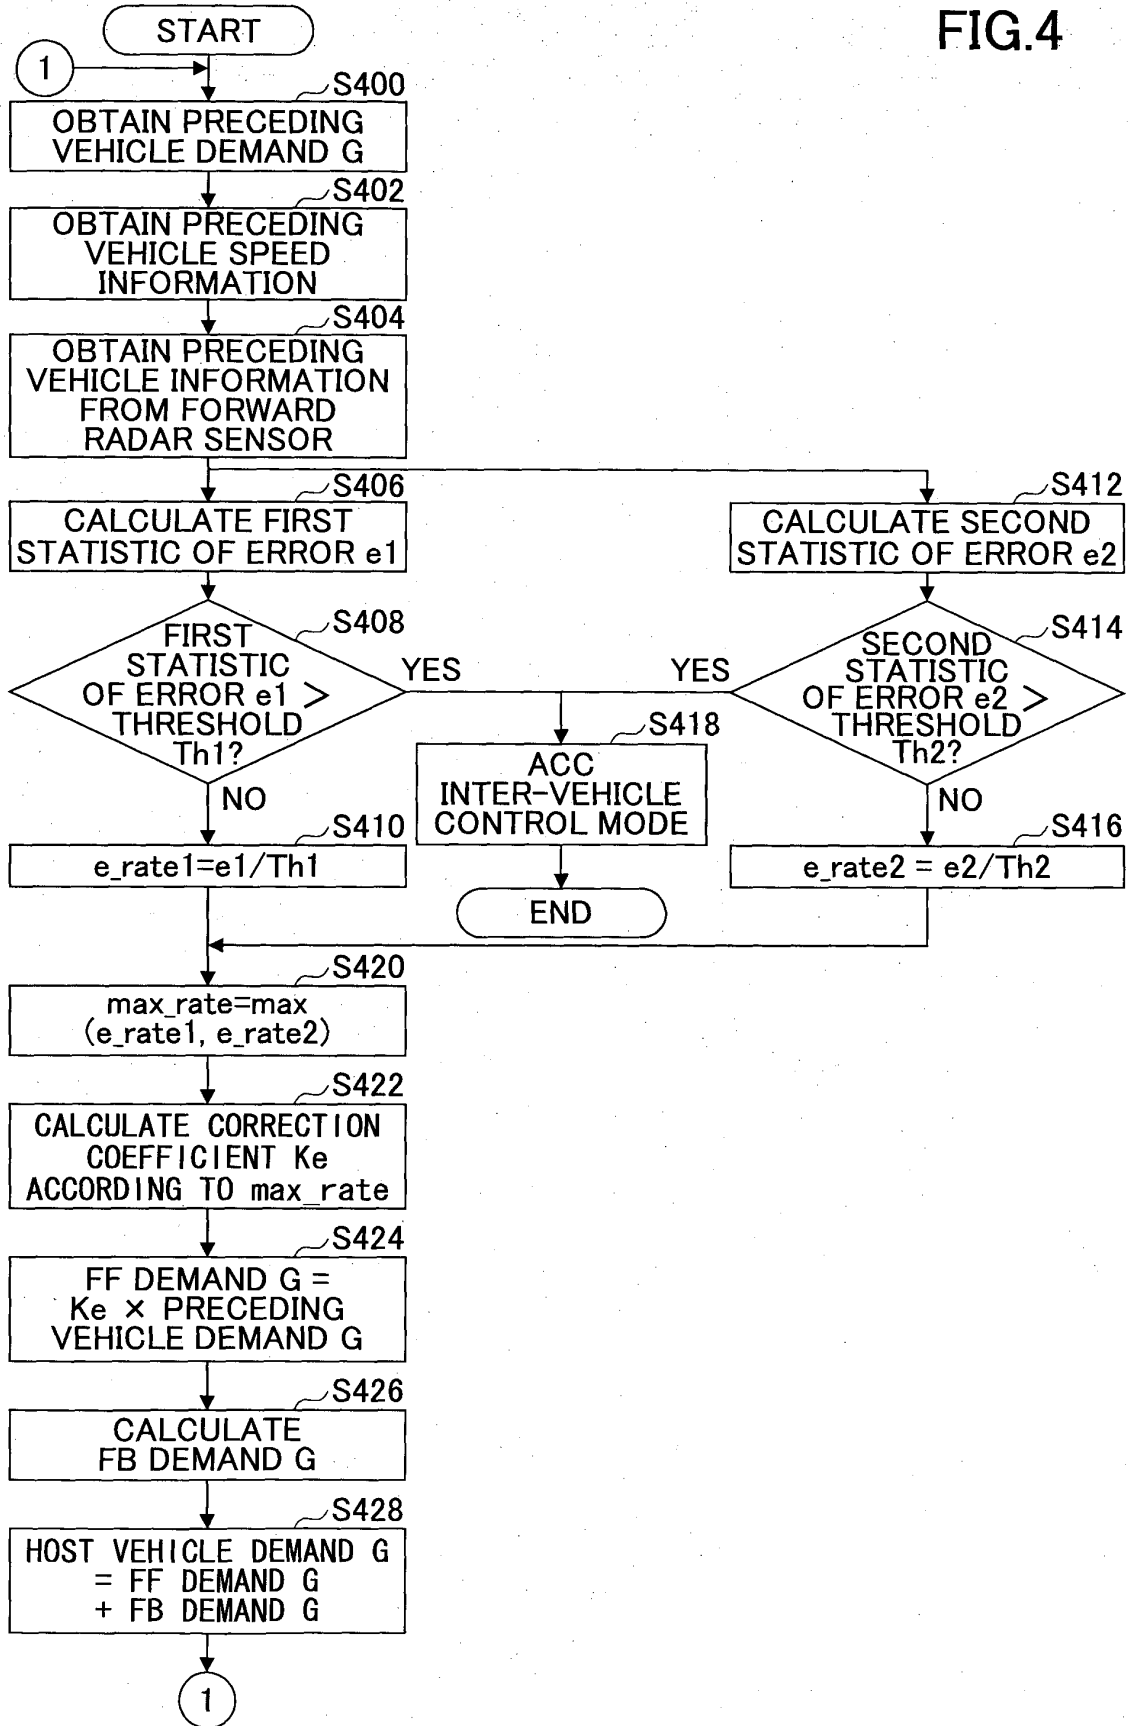 FIG.4
START
1
S400
OBTAIN PRECEDING
VEHICLE DEMAND G
S402
OBTAIN PRECEDING
VEHICLE SPEED
INFORMATION
S404
OBTAIN PRECEDING
VEHICLE INFORMATION
FROM FORWARD
RADAR SENSOR
S406
CALCULATE FIRST
STATISTIC OF ERROR e1
S412
CALCULATE SECOND
STATISTIC OF ERROR e2
S408
FIRST
STATISTIC
OF ERROR e1 >
THRESHOLD
Th1?
YES
NO
S414
SECOND
STATISTIC
OF ERROR e2 >
THRESHOLD
Th2?
YES
NO
S418
ACC
INTER-VEHICLE
CONTROL MODE
END
S410
e_rate1=e1/Th1
S416
e_rate2 = e2/Th2
S420
max_rate=max
(e_rate1, e_rate2)
S422
CALCULATE CORRECTION
COEFFICIENT Ke
ACCORDING TO max_rate
S424
FF DEMAND G =
Ke × PRECEDING
VEHICLE DEMAND G
S426
CALCULATE
FB DEMAND G
S428
HOST VEHICLE DEMAND G
= FF DEMAND G
+ FB DEMAND G
1